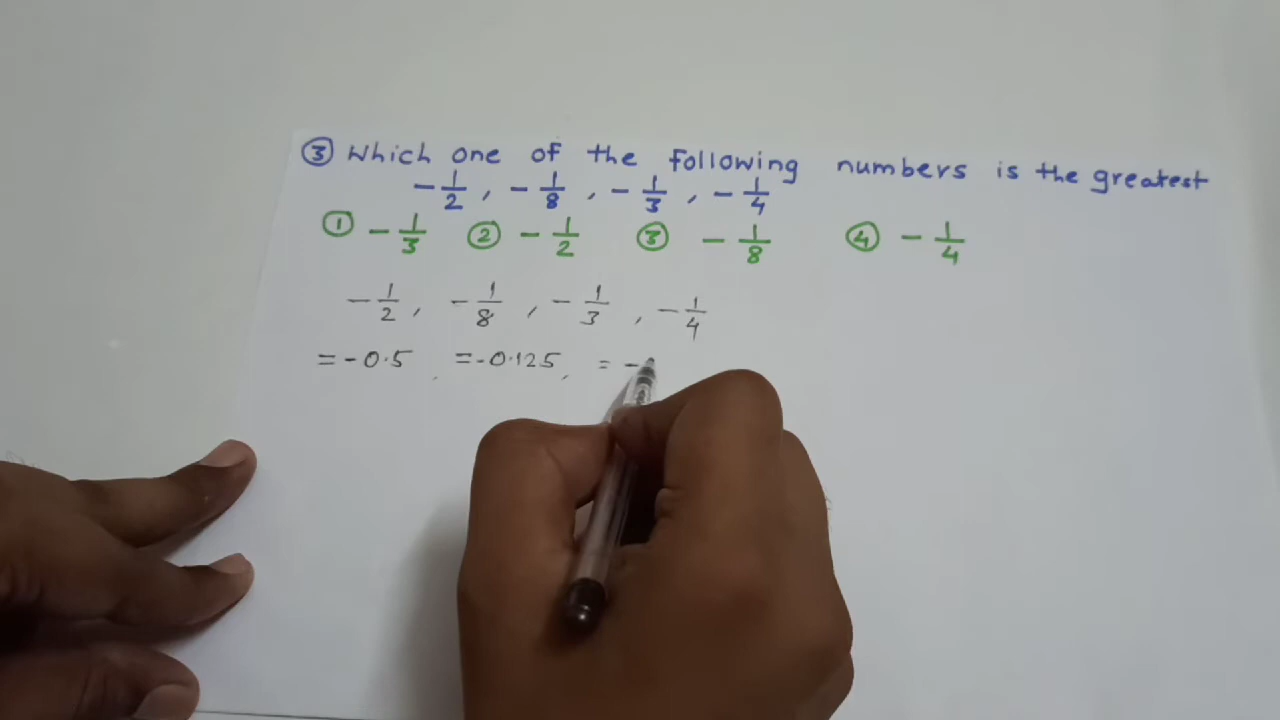 ③ Which one of the following numbers is the greatest
-1/2, -1/8, -1/3, -1/4
① -1/3 ② -1/2 ③ -1/8 ④ -1/4
-1/2, -1/8, -1/3, -1/4
= -0.5, = -0.125, = -